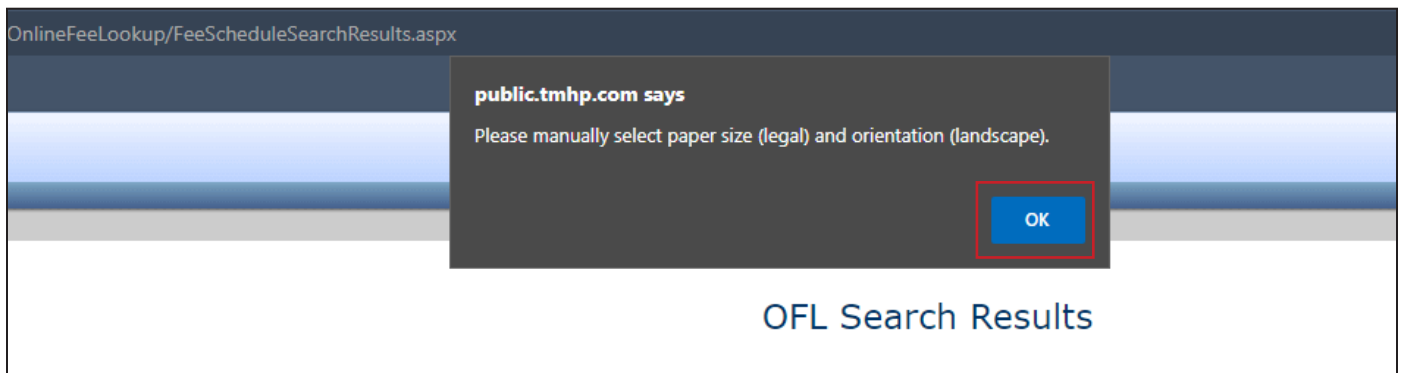 OnlineFeeLookup/FeeScheduleSearchResults.aspx
public.tmhp.com says
Please manually select paper size (legal) and orientation (landscape).
OK
OFL Search Results